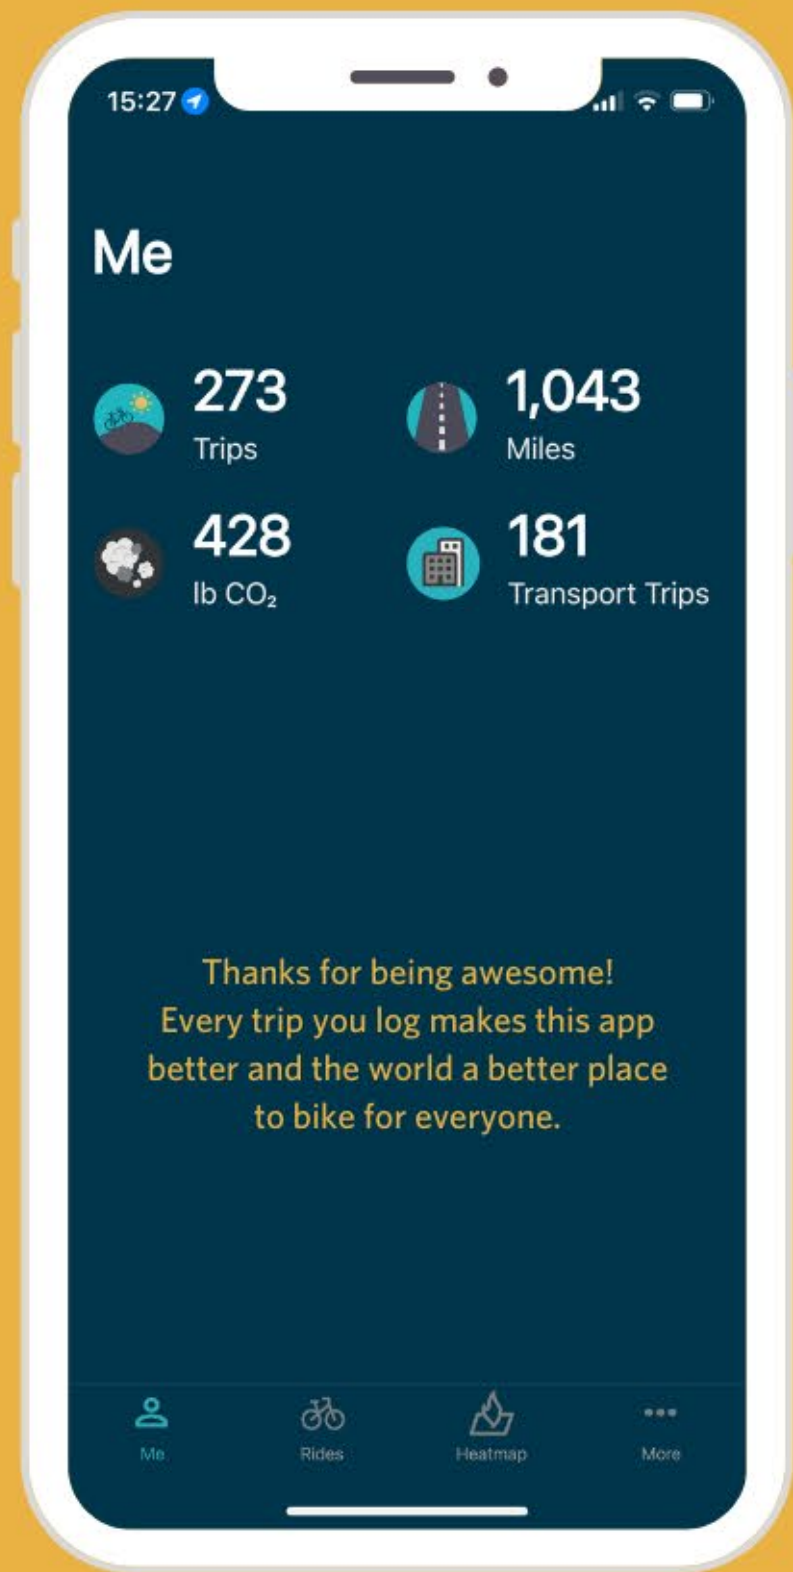 15:27
Me
273
Trips
1,043
Miles
428
lb CO₂
181
Transport Trips
Thanks for being awesome!
Every trip you log makes this app
better and the world a better place
to bike for everyone.
Me
Rides
Heatmap
More